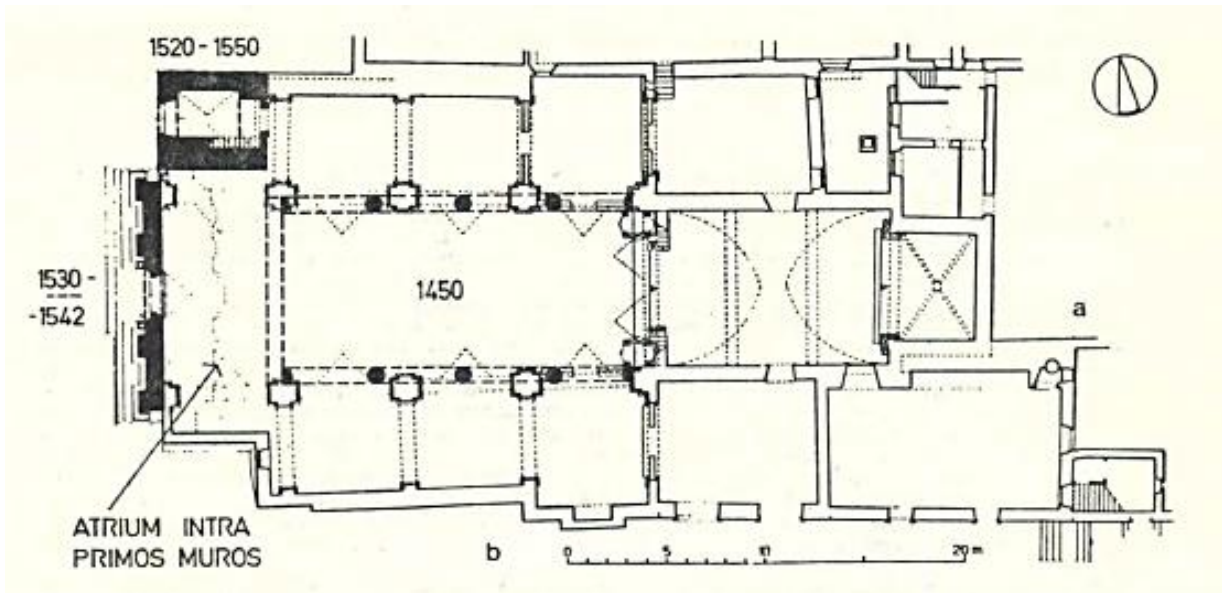 1520 - 1550
1530 -
-1542
1450
a
ATRIUM INTRA
PRIMOS MUROS
b
0 5 10 20 m